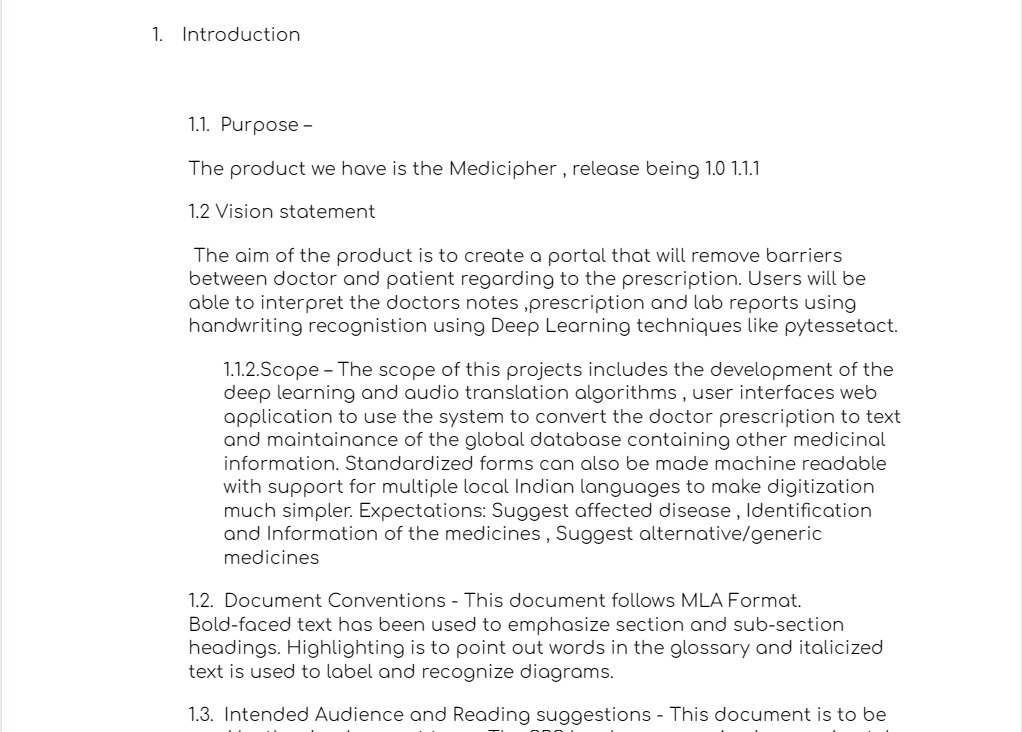 1. Introduction
1.1. Purpose –
The product we have is the Medicipher , release being 1.0 1.1.1
1.2 Vision statement
The aim of the product is to create a portal that will remove barriers
between doctor and patient regarding to the prescription. Users will be
able to interpret the doctors notes ,prescription and lab reports using
handwriting recognistion using Deep Learning techniques like pytessetact.
1.1.2.Scope – The scope of this projects includes the development of the
deep learning and audio translation algorithms , user interfaces web
application to use the system to convert the doctor prescription to text
and maintainance of the global database containing other medicinal
information. Standardized forms can also be made machine readable
with support for multiple local Indian languages to make digitization
much simpler. Expectations: Suggest affected disease , Identification
and Information of the medicines , Suggest alternative/generic
medicines
1.2. Document Conventions - This document follows MLA Format.
Bold-faced text has been used to emphasize section and sub-section
headings. Highlighting is to point out words in the glossary and italicized
text is used to label and recognize diagrams.
1.3. Intended Audience and Reading suggestions - This document is to be